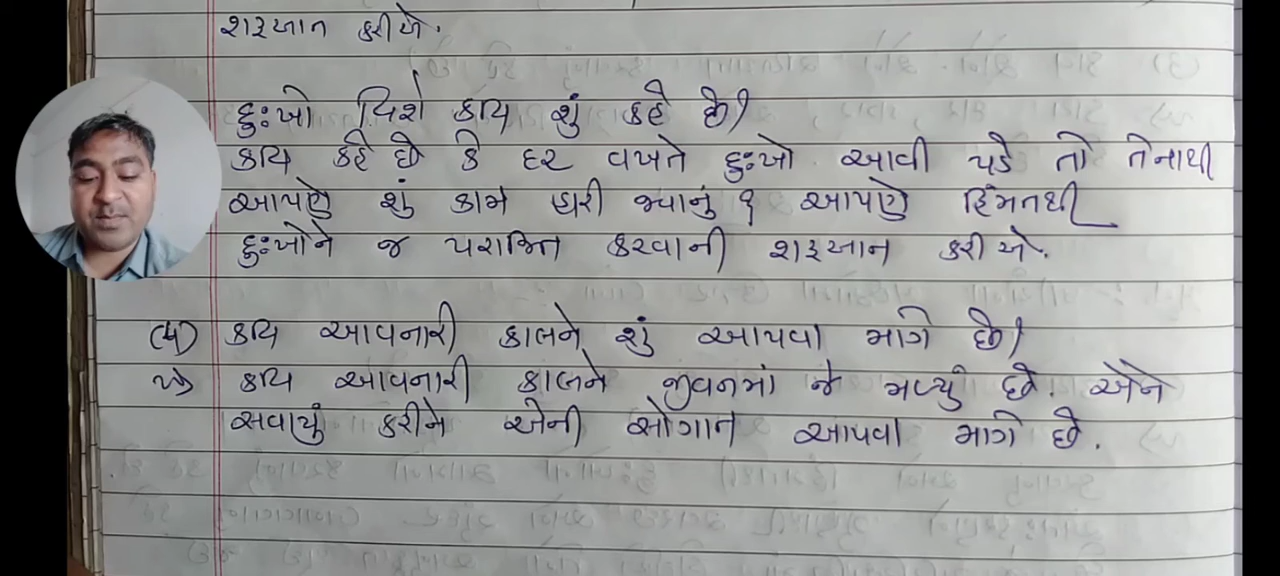 શરૂઆત કરીએ.
દુઃખો વિશે કવિ શું કહે છે?
કવિ કહે છે કે દર વખતે દુઃખો આવી પડે તો તેનાથી
આપણે શું કામ હારી જવાનું ? આપણે હિંમતથી
દુઃખોને જ પરાજિત કરવાની શરૂઆત કરીએ.
(૫) કવિ આવનારી કાલને શું આપવા માગે છે?
કવિ આવનારી કાલને જીવનમાં જે મળ્યું છે. એને
સવાયું કરીને એની સોગાત આપવા માગે છે.